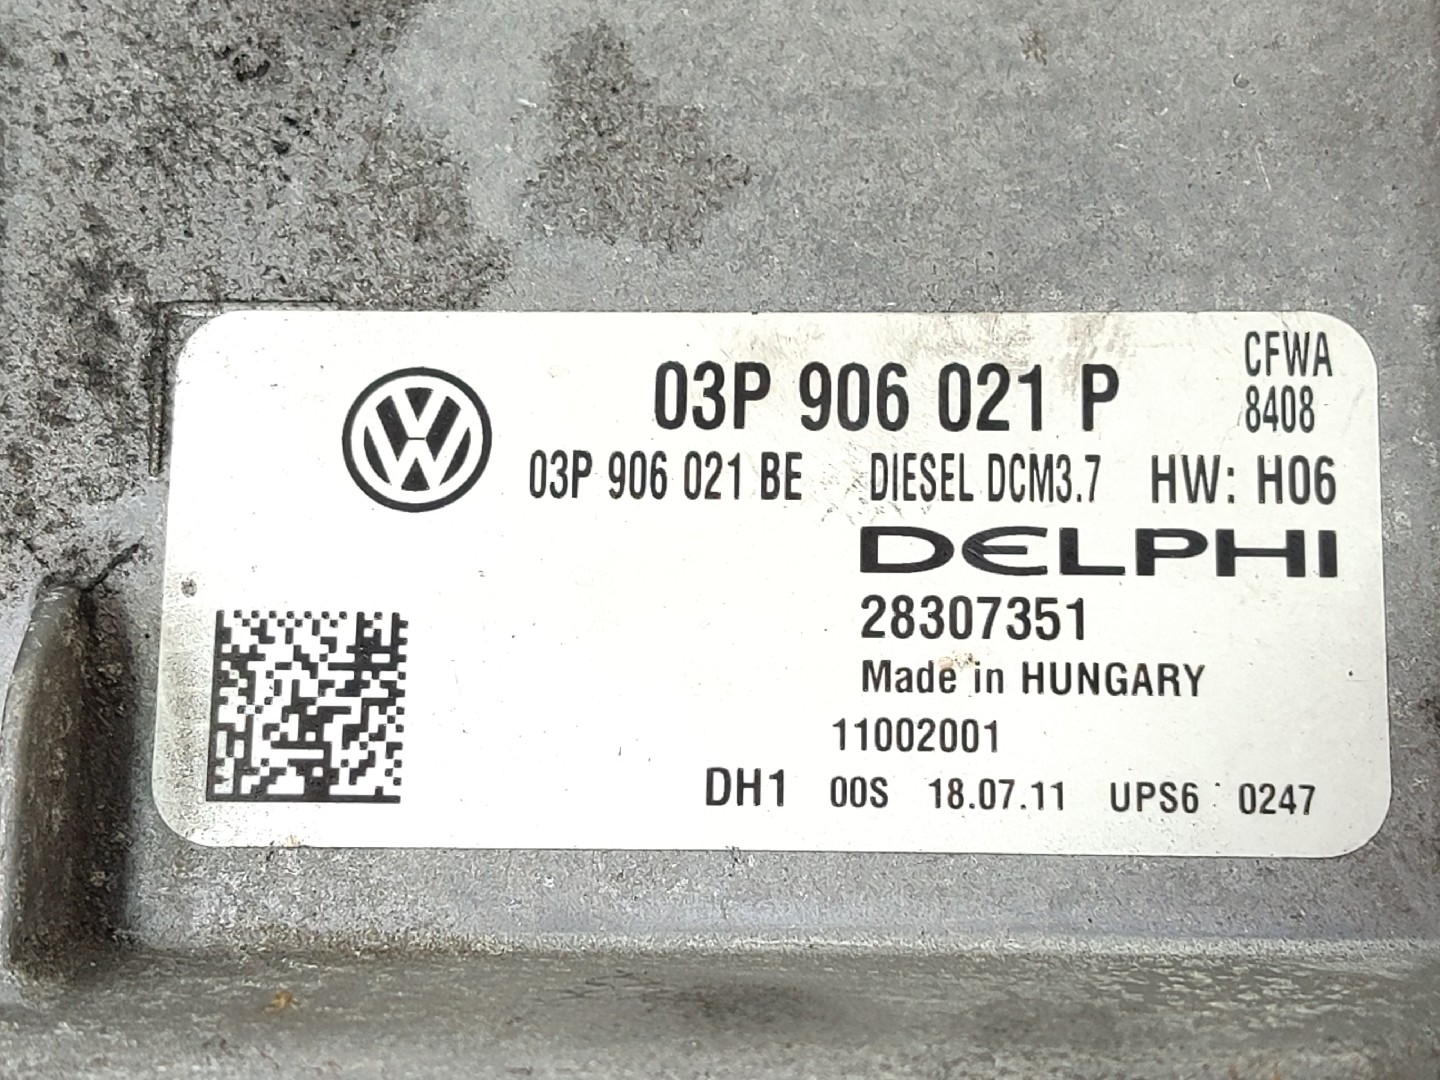 03P 906 021 P CFWA
8408
03P 906 021 BE DIESEL DCM3.7 HW: H06
DELPHI
28307351
Made in HUNGARY
11002001
DH1 00S 18.07.11 UPS6 0247